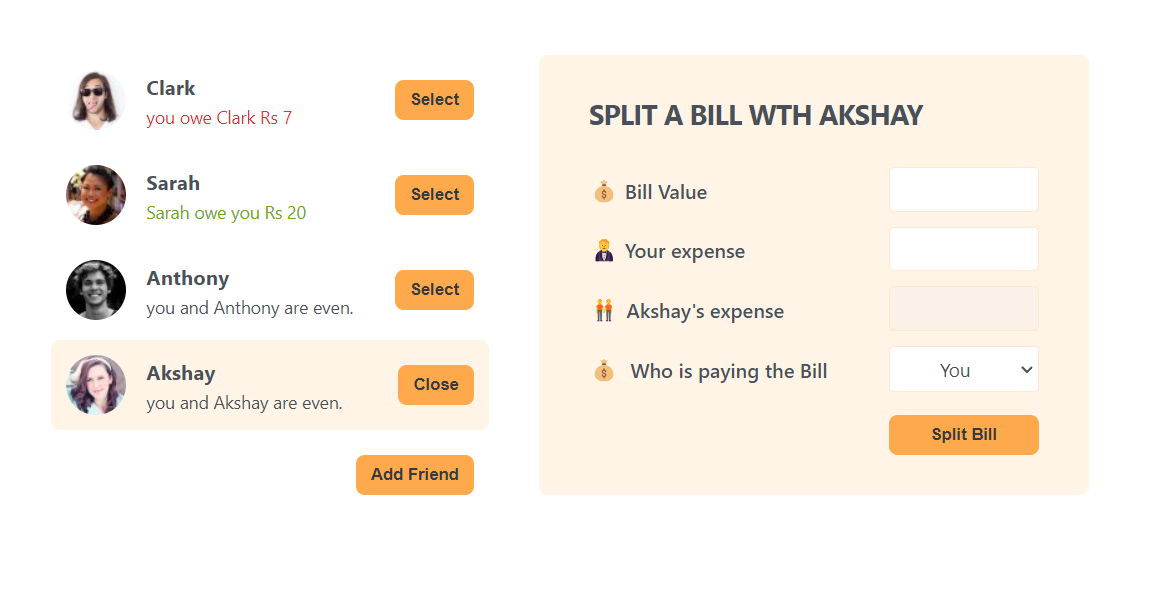 Clark
you owe Clark Rs 7
Select
Sarah
Sarah owe you Rs 20
Select
Anthony
you and Anthony are even.
Select
Akshay
you and Akshay are even.
Close
Add Friend
SPLIT A BILL WTH AKSHAY
Bill Value
Your expense
Akshay's expense
Who is paying the Bill
You
Split Bill